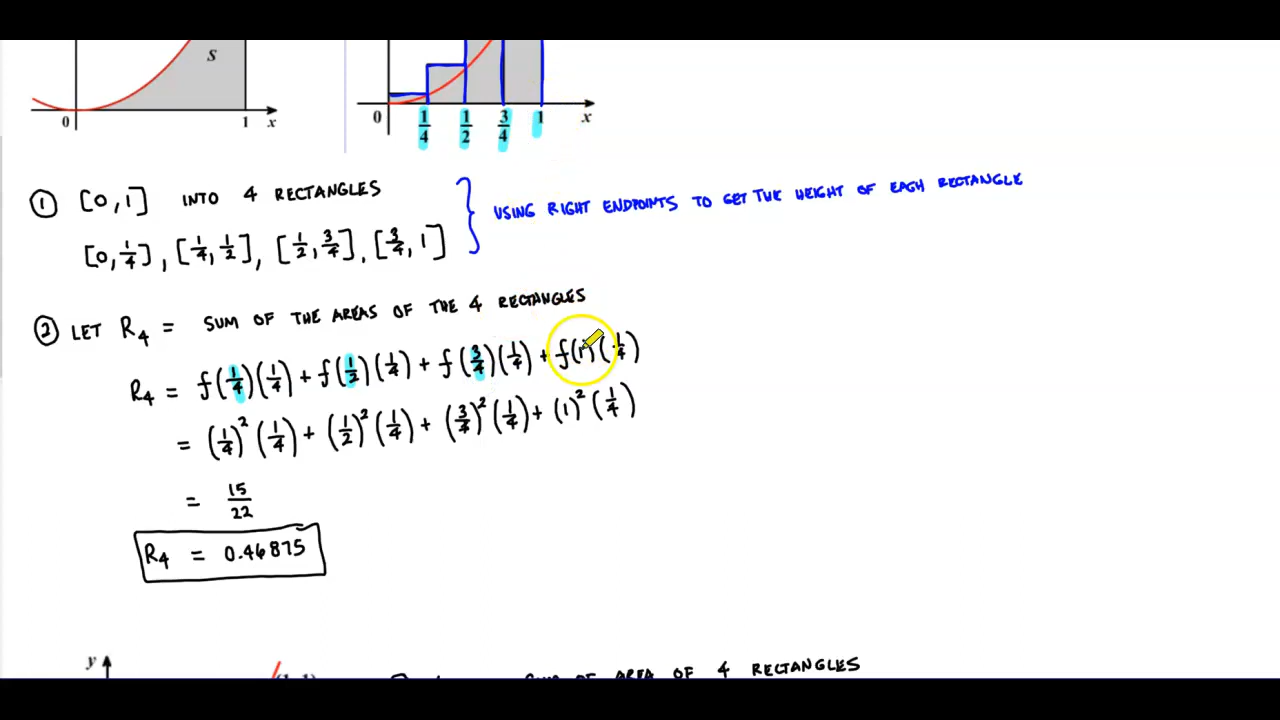 S
0 1 x
0 1/4 1/2 3/4 1 x
① [0,1] INTO 4 RECTANGLES
[0,1/4], [1/4,1/2], [1/2,3/4], [3/4,1]
USING RIGHT ENDPOINTS TO GET THE HEIGHT OF EACH RECTANGLE
② LET R₄ = SUM OF THE AREAS OF THE 4 RECTANGLES
R₄ = f(1/4)(1/4) + f(1/2)(1/4) + f(3/4)(1/4) + f(1)(1/4)
= (1/4)²(1/4) + (1/2)²(1/4) + (3/4)²(1/4) + (1)²(1/4)
= 15/22
R₄ = 0.46875
y
SUM OF AREA OF 4 RECTANGLES